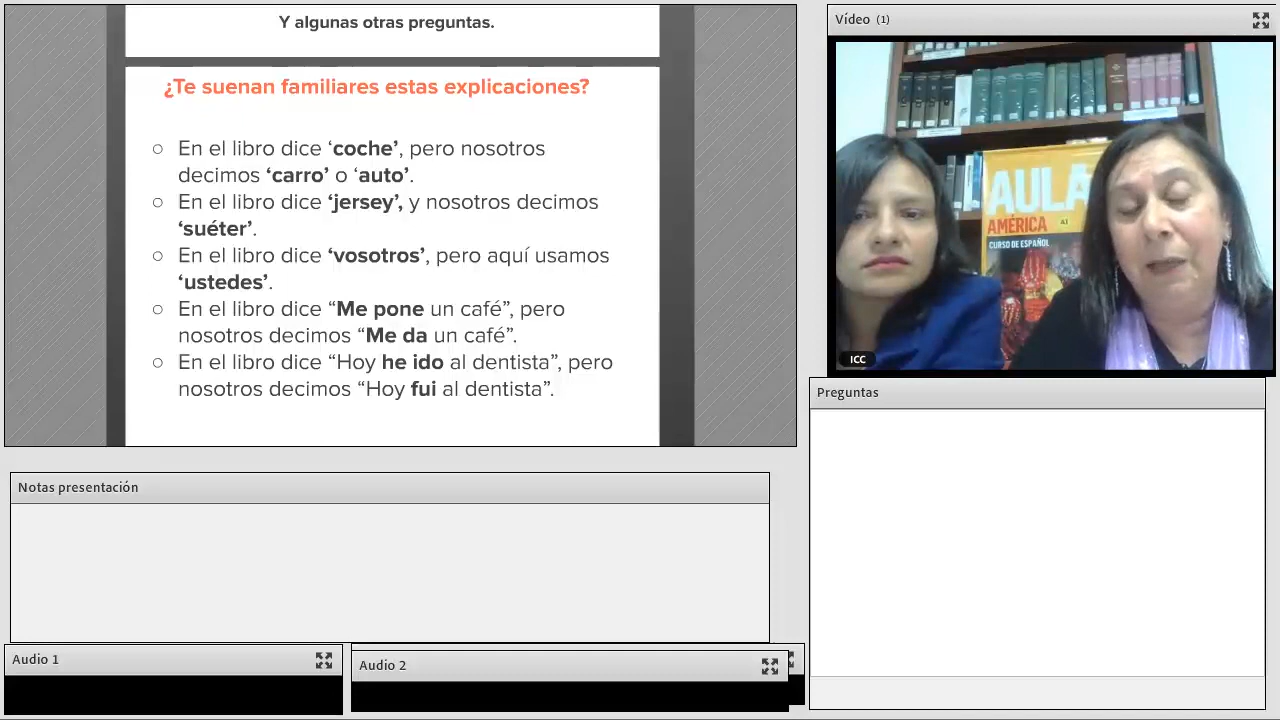 Y algunas otras preguntas.
¿Te suenan familiares estas explicaciones?
○ En el libro dice ‘coche’, pero nosotros
decimos ‘carro’ o ‘auto’.
○ En el libro dice ‘jersey’, y nosotros decimos
‘suéter’.
○ En el libro dice ‘vosotros’, pero aquí usamos
‘ustedes’.
○ En el libro dice “Me pone un café”, pero
nosotros decimos “Me da un café”.
○ En el libro dice “Hoy he ido al dentista”, pero
nosotros decimos “Hoy fui al dentista”.
Vídeo (1)
AULA
AMÉRICA A1
CURSO DE ESPAÑOL
ICC
Preguntas
Notas presentación
Audio 1
Audio 2